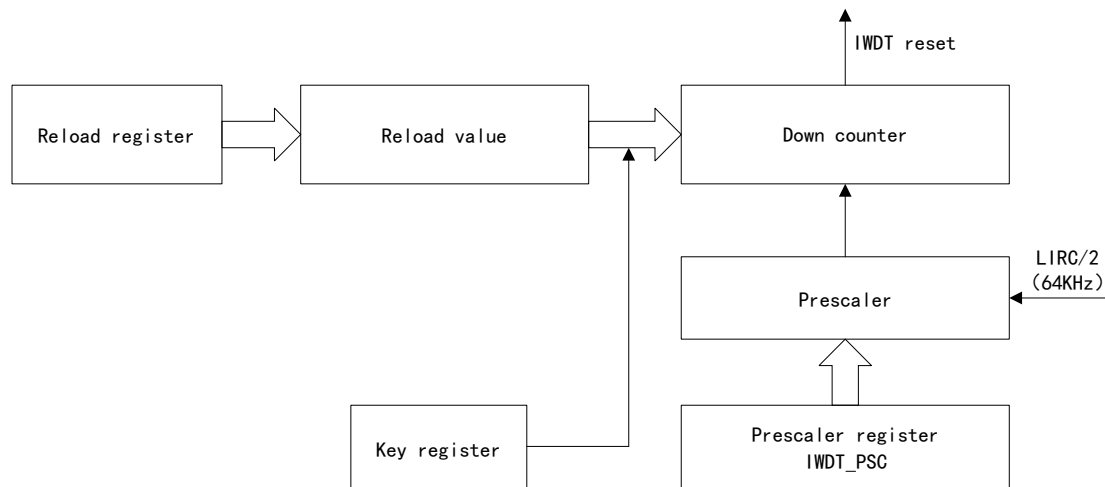 IWDT reset
Reload register
Reload value
Down counter
LIRC/2
（64KHz）
Prescaler
Key register
Prescaler register
IWDT_PSC